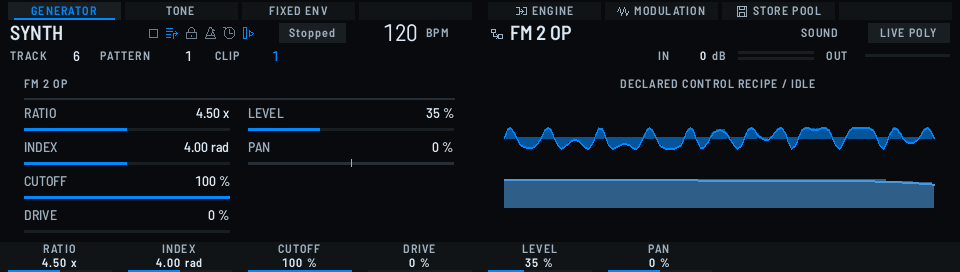 GENERATOR TONE FIXED ENV ENGINE MODULATION STORE POOL
SYNTH Stopped 120 BPM FM 2 OP SOUND LIVE POLY
TRACK 6 PATTERN 1 CLIP 1 IN 0 dB OUT
FM 2 OP DECLARED CONTROL RECIPE / IDLE
RATIO 4.50 x LEVEL 35 %
INDEX 4.00 rad PAN 0 %
CUTOFF 100 %
DRIVE 0 %
RATIO INDEX CUTOFF DRIVE LEVEL PAN
4.50 x 4.00 rad 100 % 0 % 35 % 0 %